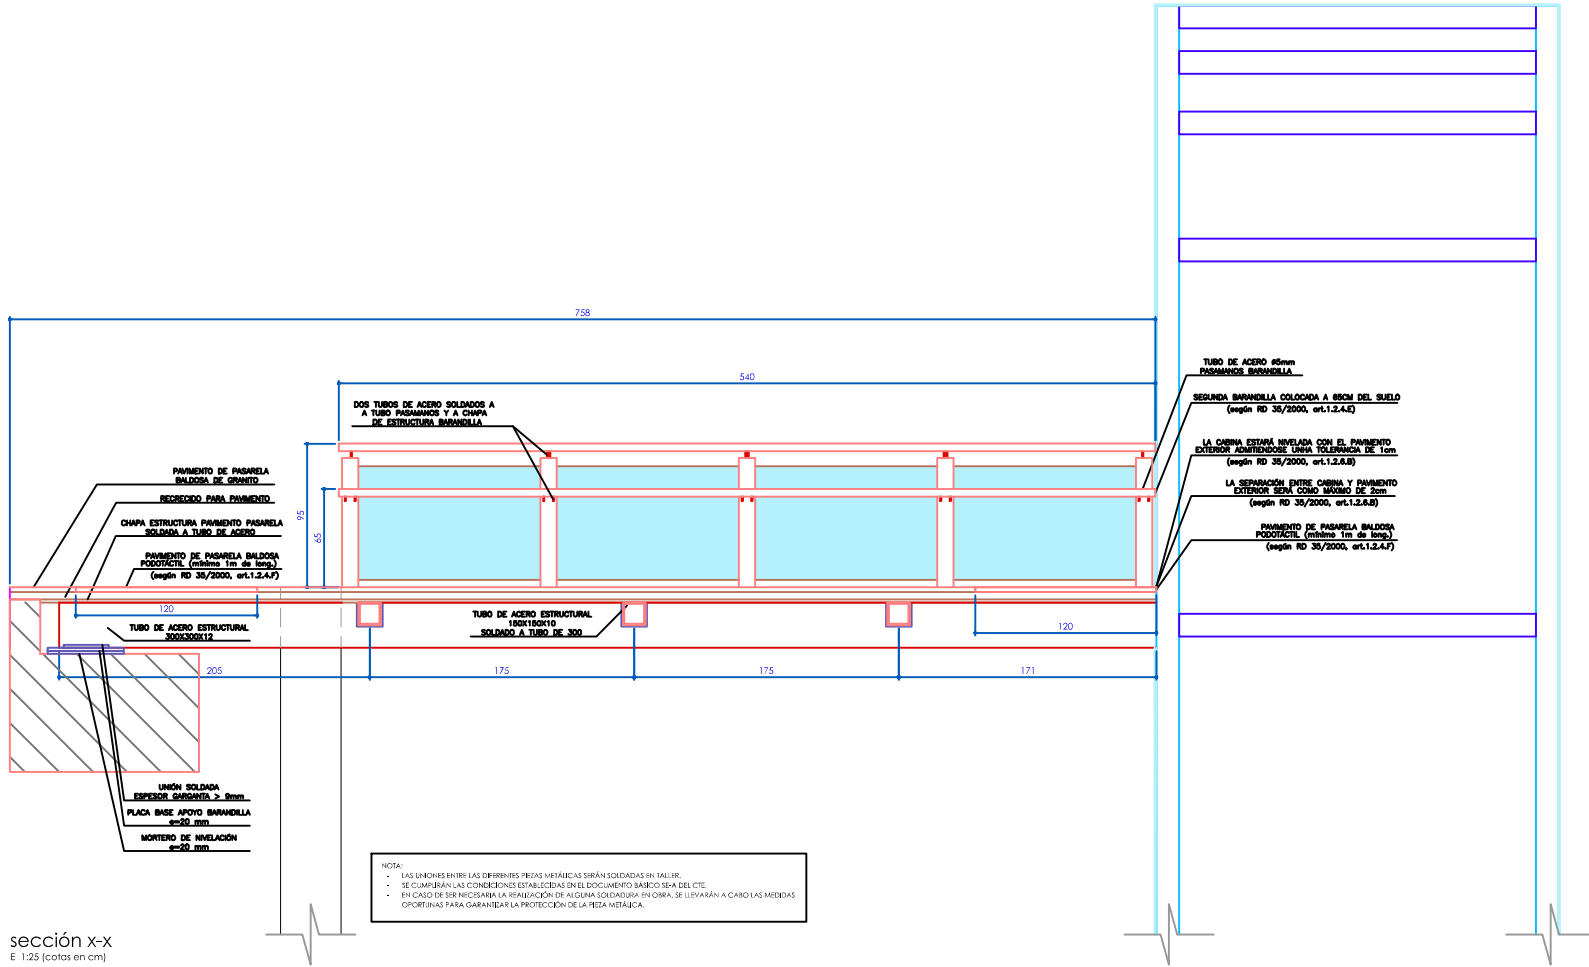 758
540
TUBO DE ACERO ø5mm
PASAMANOS BARANDILLA
SEGUNDA BARANDILLA COLOCADA A 65CM DEL SUELO
(según RD 35/2000, art.1.2.4.E)
LA CABINA ESTARÁ NIVELADA CON EL PAVIMENTO
EXTERIOR ADMITIENDOSE UNHA TOLERANCIA DE 1cm
(según RD 35/2000, art.1.2.6.B)
LA SEPARACIÓN ENTRE CABINA Y PAVIMENTO
EXTERIOR SERÁ COMO MÁXIMO DE 2cm
(según RD 35/2000, art.1.2.6.B)
PAVIMENTO DE PASARELA BALDOSA
PODOTÁCTIL (mínimo 1m de long.)
(según RD 35/2000, art.1.2.4.F)
DOS TUBOS DE ACERO SOLDADOS A
A TUBO PASAMANOS Y A CHAPA
DE ESTRUCTURA BARANDILLA
PAVIMENTO DE PASARELA
BALDOSA DE GRANITO
RECRECIDO PARA PAVIMENTO
CHAPA ESTRUCTURA PAVIMENTO PASARELA
SOLDADA A TUBO DE ACERO
PAVIMENTO DE PASARELA BALDOSA
PODOTÁCTIL (mínimo 1m de long.)
(según RD 35/2000, art.1.2.4.F)
95
65
120
TUBO DE ACERO ESTRUCTURAL
300X300X12
TUBO DE ACERO ESTRUCTURAL
150X150X10
SOLDADO A TUBO DE 300
120
205
175
175
171
UNIÓN SOLDADA
ESPESOR GARGANTA > 9mm
PLACA BASE APOYO BARANDILLA
e=20 mm
MORTERO DE NIVELACIÓN
e=20 mm
NOTA:
- LAS UNIONES ENTRE LAS DIFERENTES PIEZAS METÁLICAS SERÁN SOLDADAS EN TALLER.
- SE CUMPLIRÁN LAS CONDICIONES ESTABLECIDAS EN EL DOCUMENTO BÁSICO SE-A DEL CTE.
- EN CASO DE SER NECESARIA LA REALIZACIÓN DE ALGUNA SOLDADURA EN OBRA, SE LLEVARÁN A CABO LAS MEDIDAS
OPORTUNAS PARA GARANTIZAR LA PROTECCIÓN DE LA PIEZA METÁLICA.
sección x-x
E 1:25 (cotas en cm)